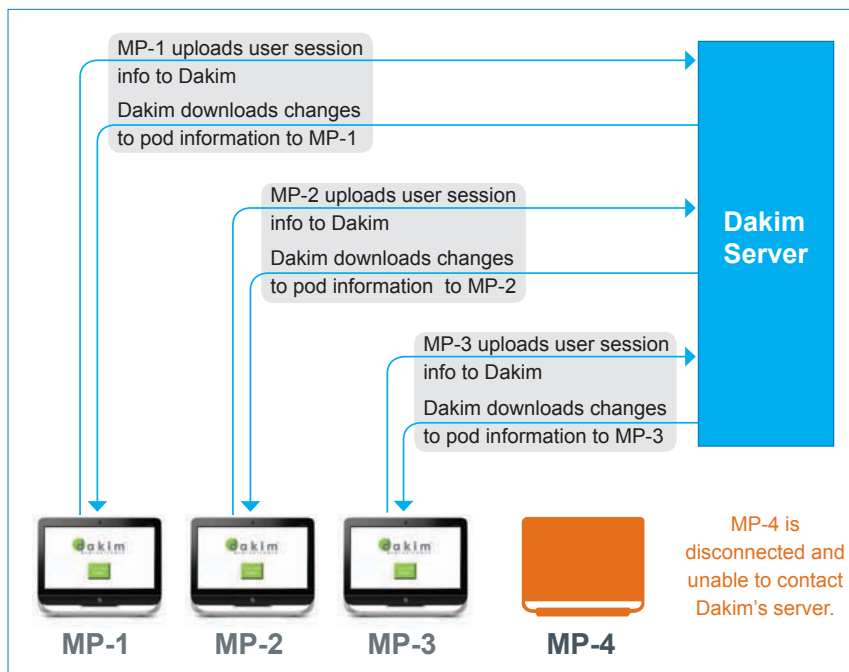 MP-1 uploads user session
info to Dakim
Dakim downloads changes
to pod information to MP-1
MP-2 uploads user session
info to Dakim
Dakim downloads changes
to pod information to MP-2
Dakim
Server
MP-3 uploads user session
info to Dakim
Dakim downloads changes
to pod information to MP-3
dakim
dakim
dakim
MP-4 is
disconnected and
unable to contact
Dakim's server.
MP-1
MP-2
MP-3
MP-4